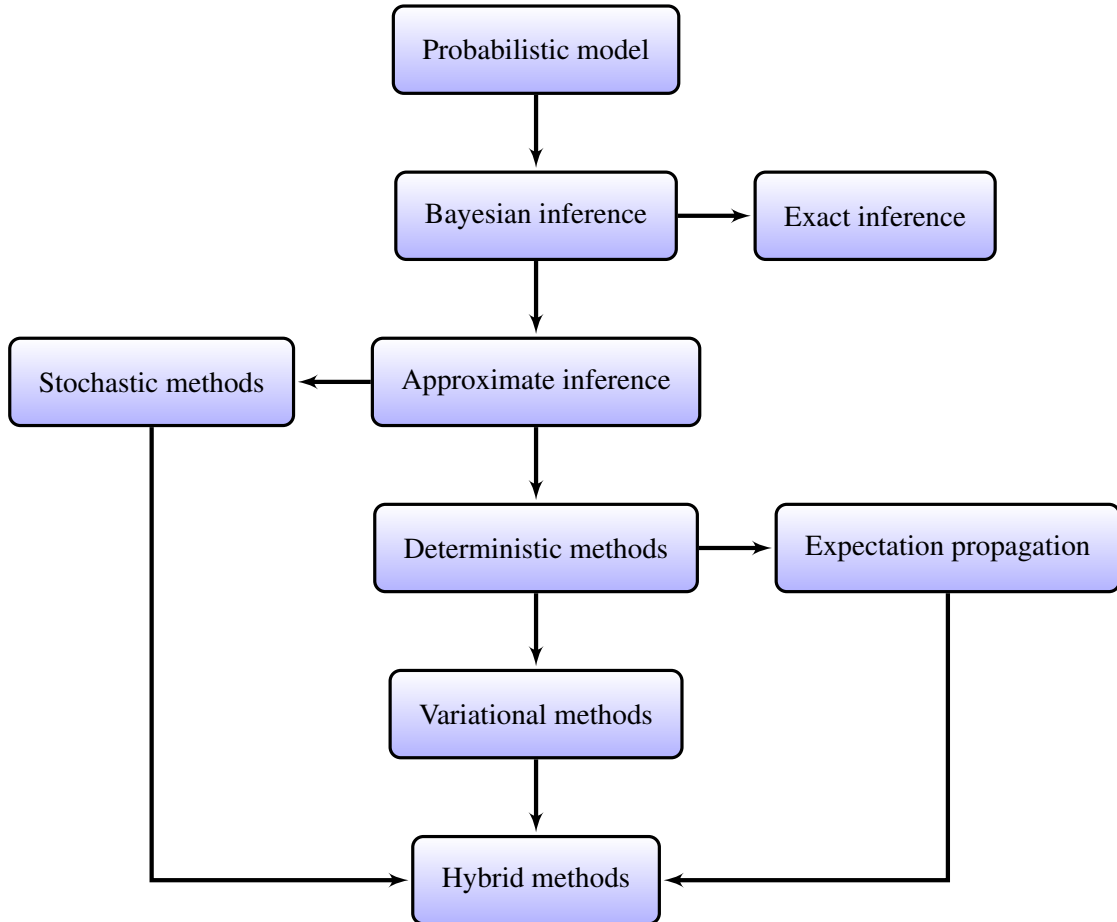 Probabilistic model
Bayesian inference
Exact inference
Stochastic methods
Approximate inference
Deterministic methods
Expectation propagation
Variational methods
Hybrid methods